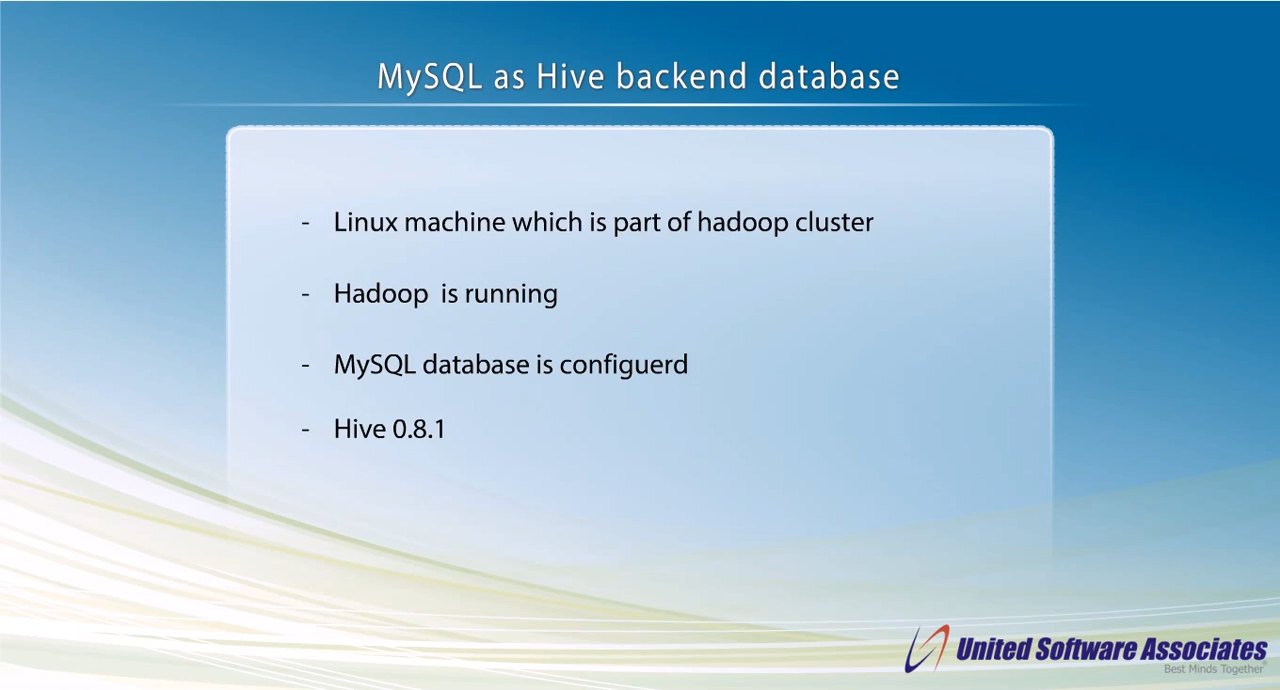 MySQL as Hive backend database
- Linux machine which is part of hadoop cluster
- Hadoop  is running
- MySQL database is configuerd
- Hive 0.8.1
United Software Associates
Best Minds Together®